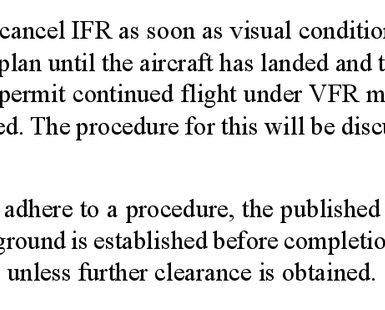 cancel IFR as soon as visual condition
plan until the aircraft has landed and t
permit continued flight under VFR m
ed. The procedure for this will be discu
adhere to a procedure, the published
ground is established before completio
unless further clearance is obtained.